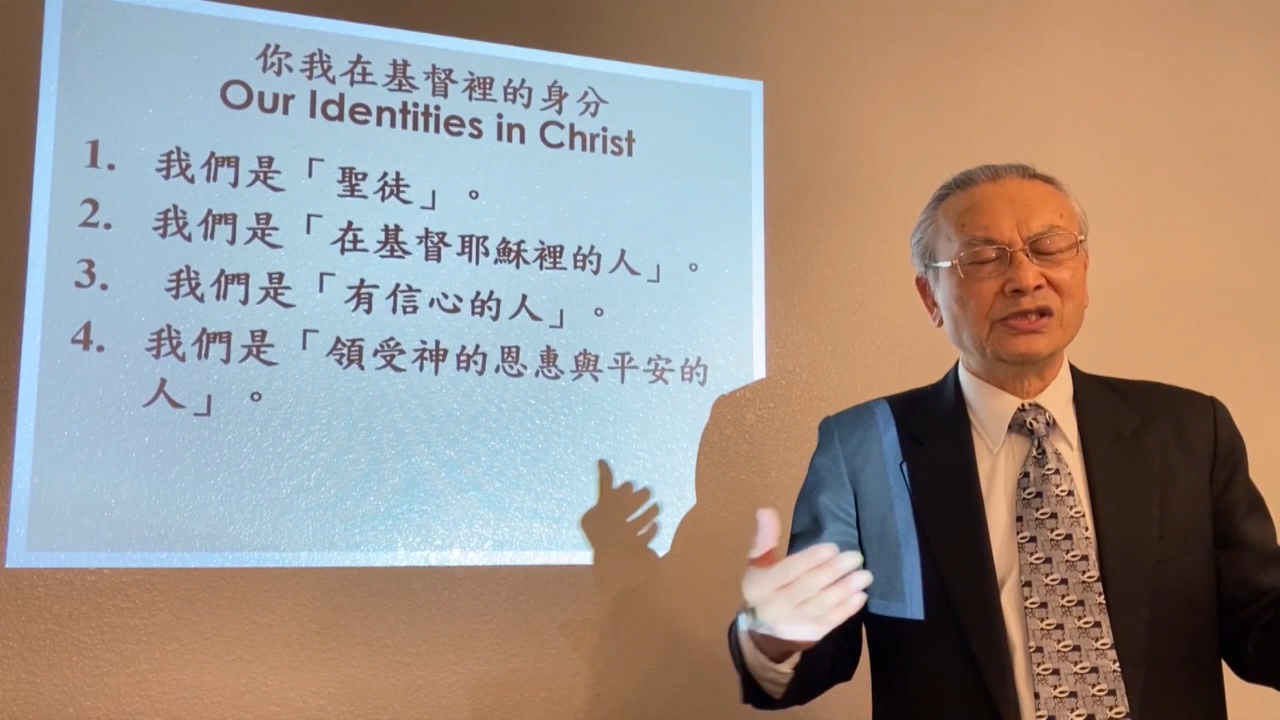 你我在基督裡的身分
Our Identities in Christ
1. 我們是「聖徒」。
2. 我們是「在基督耶穌裡的人」。
3. 我們是「有信心的人」。
4. 我們是「領受神的恩惠與平安的
人」。